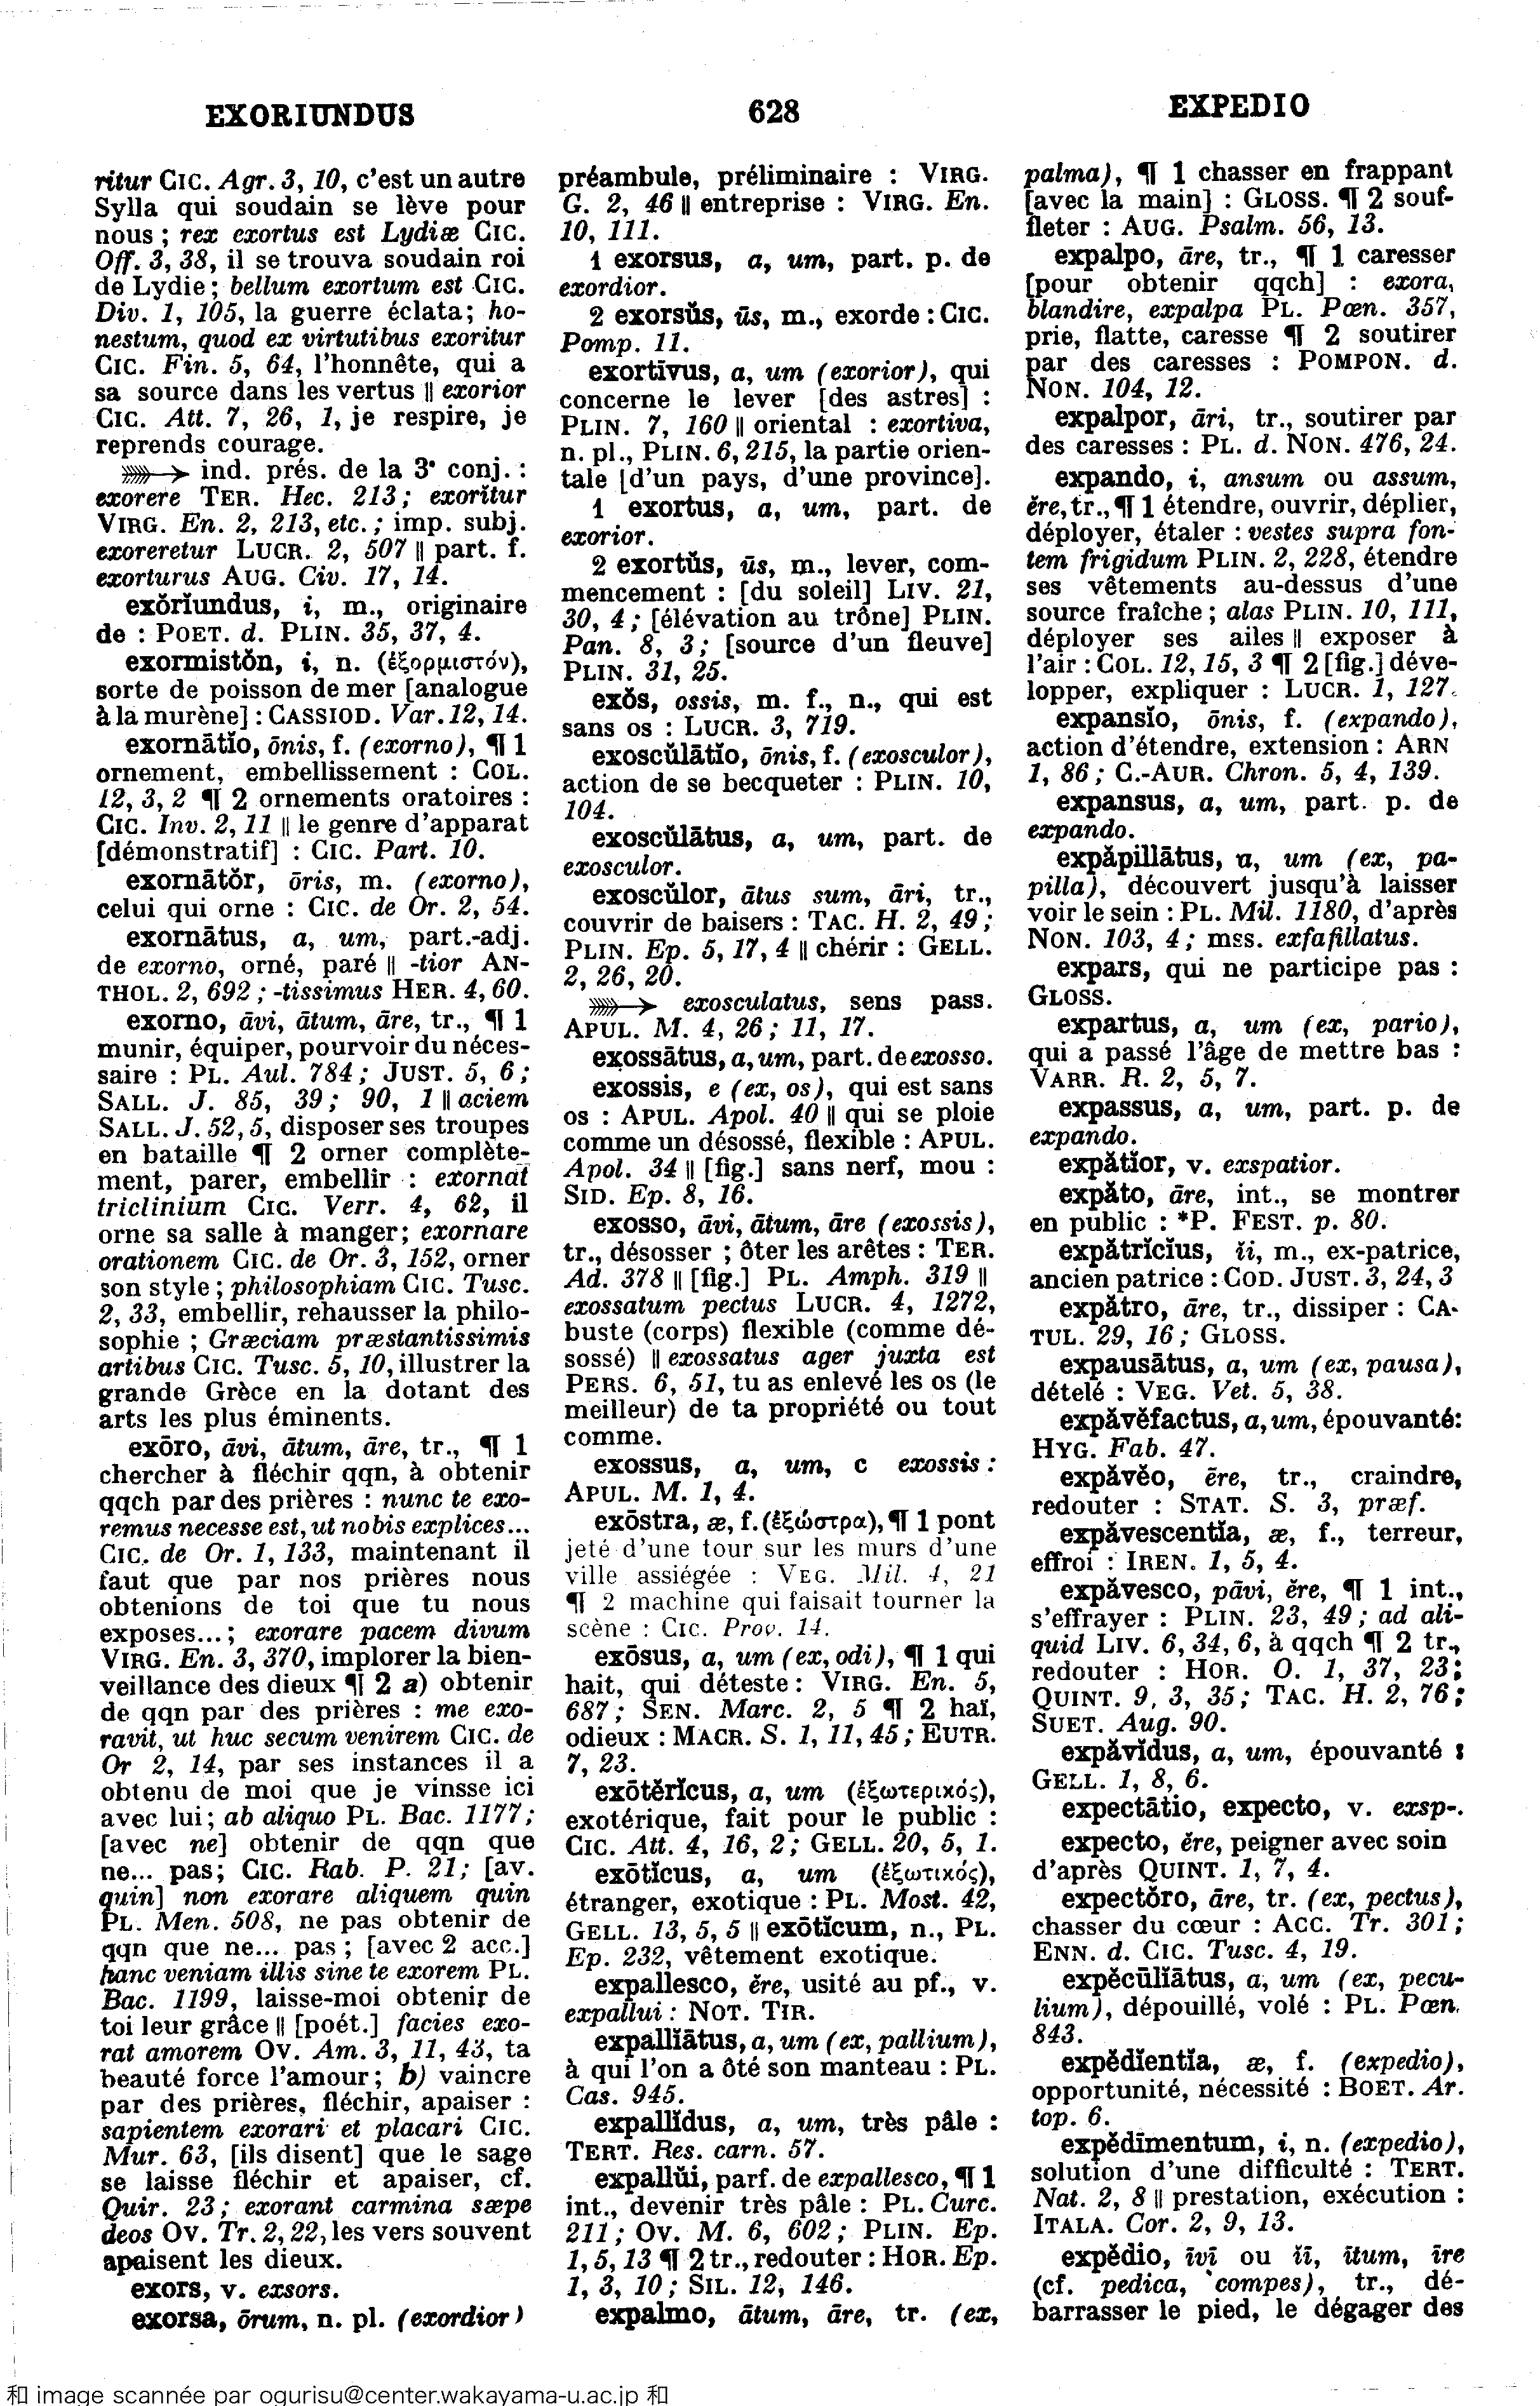 EXORIUNDUS
628
EXPEDIO
ritur CIC. Agr. 3, 10, c'est un autre
Sylla qui soudain se lève pour
nous ; rex exortus est Lydiæ CIC.
Off. 3, 38, il se trouva soudain roi
de Lydie ; bellum exortum est CIC.
Div. 1, 105, la guerre éclata ; ho-
nestum, quod ex virtutibus exoritur
CIC. Fin. 5, 64, l'honnête, qui a
sa source dans les vertus || exorior
CIC. Att. 7, 26, 1, je respire, je
reprends courage.
ind. prés. de la 3e conj. :
exorere TER. Hec. 213 ; exorĭtur
VIRG. En. 2, 213, etc. ; imp. subj.
exoreretur LUCR. 2, 507 || part. f.
exorturus AUG. Civ. 17, 14.
exŏrĭundus, i, m., originaire
de : POET. d. PLIN. 35, 37, 4.
exormistŏn, i, n. (ἐξορμιστόν),
sorte de poisson de mer [analogue
à la murène] : CASSIOD. Var. 12, 14.
exornātĭo, ōnis, f. (exorno), ¶ 1
ornement, embellissement : COL.
12, 3, 2 ¶ 2 ornements oratoires :
CIC. Inv. 2, 11 || le genre d'apparat
[démonstratif] : CIC. Part. 10.
exornātŏr, ōris, m. (exorno),
celui qui orne : CIC. de Or. 2, 54.
exornātus, a, um, part.-adj.
de exorno, orné, paré || -tior AN-
THOL. 2, 692 ; -tissimus HER. 4, 60.
exorno, āvi, ātum, āre, tr., ¶ 1
munir, équiper, pourvoir du néces-
saire : PL. Aul. 784 ; JUST. 5, 6 ;
SALL. J. 85, 39 ; 90, 1 || aciem
SALL. J. 52, 5, disposer ses troupes
en bataille ¶ 2 orner complète-
ment, parer, embellir : exornat
triclinium CIC. Verr. 4, 62, il
orne sa salle à manger ; exornare
orationem CIC. de Or. 3, 152, orner
son style ; philosophiam CIC. Tusc.
2, 33, embellir, rehausser la philo-
sophie ; Græciam præstantissimis
artibus CIC. Tusc. 5, 10, illustrer la
grande Grèce en la dotant des
arts les plus éminents.
exōro, āvi, ātum, āre, tr., ¶ 1
chercher à fléchir qqn, à obtenir
qqch par des prières : nunc te exo-
remus necesse est, ut nobis explices...
CIC. de Or. 1, 133, maintenant il
faut que par nos prières nous
obtenions de toi que tu nous
exposes... ; exorare pacem divum
VIRG. En. 3, 370, implorer la bien-
veillance des dieux ¶ 2 a) obtenir
de qqn par des prières : me exo-
ravit, ut huc secum venirem CIC. de
Or 2, 14, par ses instances il a
obtenu de moi que je vinsse ici
avec lui ; ab aliquo PL. Bac. 1177 ;
[avec ne] obtenir de qqn que
ne... pas ; CIC. Rab. P. 21 ; [av.
quin] non exorare aliquem quin
PL. Men. 508, ne pas obtenir de
qqn que ne... pas ; [avec 2 acc.]
hanc veniam illis sine te exorem PL.
Bac. 1199, laisse-moi obtenir de
toi leur grâce || [poét.] facies exo-
rat amorem OV. Am. 3, 11, 43, ta
beauté force l'amour ; b) vaincre
par des prières, fléchir, apaiser :
sapientem exorari et placari CIC.
Mur. 63, [ils disent] que le sage
se laisse fléchir et apaiser, cf.
Quir. 23 ; exorant carmina sæpe
deos OV. Tr. 2, 22, les vers souvent
apaisent les dieux.
exors, v. exsors.
exorsa, ōrum, n. pl. (exordior)
préambule, préliminaire : VIRG.
G. 2, 46 || entreprise : VIRG. En.
10, 111.
1 exorsus, a, um, part. p. de
exordior.
2 exorsŭs, ūs, m., exorde : CIC.
Pomp. 11.
exortīvus, a, um (exorior), qui
concerne le lever [des astres] :
PLIN. 7, 160 || oriental : exortiva,
n. pl., PLIN. 6, 215, la partie orien-
tale [d'un pays, d'une province].
1 exortus, a, um, part. de
exorior.
2 exortŭs, ūs, m., lever, com-
mencement : [du soleil] LIV. 21,
30, 4 ; [élévation au trône] PLIN.
Pan. 8, 3 ; [source d'un fleuve]
PLIN. 31, 25.
exŏs, ossis, m. f., n., qui est
sans os : LUCR. 3, 719.
exoscŭlātĭo, ōnis, f. (exosculor),
action de se becqueter : PLIN. 10,
104.
exoscŭlātus, a, um, part. de
exosculor.
exoscŭlor, ātus sum, āri, tr.,
couvrir de baisers : TAC. H. 2, 49 ;
PLIN. Ep. 5, 17, 4 || chérir : GELL.
2, 26, 20.
exosculatus, sens pass.
APUL. M. 4, 26 ; 11, 17.
exossātus, a, um, part. de exosso.
exossis, e (ex, os), qui est sans
os : APUL. Apol. 40 || qui se ploie
comme un désossé, flexible : APUL.
Apol. 34 || [fig.] sans nerf, mou :
SID. Ep. 8, 16.
exosso, āvi, ātum, āre (exossis),
tr., désosser ; ôter les arêtes : TER.
Ad. 378 || [fig.] PL. Amph. 319 ||
exossatum pectus LUCR. 4, 1272,
buste (corps) flexible (comme dé-
sossé) || exossatus ager juxta est
PERS. 6, 51, tu as enlevé les os (le
meilleur) de ta propriété ou tout
comme.
exossus, a, um, c exossis :
APUL. M. 1, 4.
exōstra, æ, f. (ἐξώστρα), ¶ 1 pont
jeté d'une tour sur les murs d'une
ville assiégée : VEG. Mil. 4, 21
¶ 2 machine qui faisait tourner la
scène : CIC. Prov. 14.
exōsus, a, um (ex, odi), ¶ 1 qui
hait, qui déteste : VIRG. En. 5,
687 ; SEN. Marc. 2, 5 ¶ 2 haï,
odieux : MACR. S. 1, 11, 45 ; EUTR.
7, 23.
exōtĕrĭcus, a, um (ἐξωτερικός),
exotérique, fait pour le public :
CIC. Att. 4, 16, 2 ; GELL. 20, 5, 1.
exōtĭcus, a, um (ἐξωτικός),
étranger, exotique : PL. Most. 42,
GELL. 13, 5, 5 || exōtĭcum, n., PL.
Ep. 232, vêtement exotique.
expallesco, ĕre, usité au pf., v.
expallui : NOT. TIR.
expallĭātus, a, um (ex, pallium),
à qui l'on a ôté son manteau : PL.
Cas. 945.
expallĭdus, a, um, très pâle :
TERT. Res. carn. 57.
expallŭi, parf. de expallesco, ¶ 1
int., devenir très pâle : PL. Curc.
211 ; OV. M. 6, 602 ; PLIN. Ep.
1, 5, 13 ¶ 2 tr., redouter : HOR. Ep.
1, 3, 10 ; SIL. 12, 146.
expalmo, ātum, āre, tr. (ex,
palma), ¶ 1 chasser en frappant
[avec la main] : GLOSS. ¶ 2 souf-
fleter : AUG. Psalm. 56, 13.
expalpo, āre, tr., ¶ 1 caresser
[pour obtenir qqch] : exora,
blandire, expalpa PL. Pœn. 357,
prie, flatte, caresse ¶ 2 soutirer
par des caresses : POMPON. d.
NON. 104, 12.
expalpor, āri, tr., soutirer par
des caresses : PL. d. NON. 476, 24.
expando, i, ansum ou assum,
ĕre, tr., ¶ 1 étendre, ouvrir, déplier,
déployer, étaler : vestes supra fon-
tem frigidum PLIN. 2, 228, étendre
ses vêtements au-dessus d'une
source fraîche ; alas PLIN. 10, 111,
déployer ses ailes || exposer à
l'air : COL. 12, 15, 3 ¶ 2 [fig.] déve-
lopper, expliquer : LUCR. 1, 127.
expansĭo, ōnis, f. (expando),
action d'étendre, extension : ARN
1, 86 ; C.-AUR. Chron. 5, 4, 139.
expansus, a, um, part. p. de
expando.
expăpillātus, a, um (ex, pa-
pilla), découvert jusqu'à laisser
voir le sein : PL. Mil. 1180, d'après
NON. 103, 4 ; mss. exfafillatus.
expars, qui ne participe pas :
GLOSS.
expartus, a, um (ex, pario),
qui a passé l'âge de mettre bas :
VARR. R. 2, 5, 7.
expassus, a, um, part. p. de
expando.
expătĭor, v. exspatior.
expăto, āre, int., se montrer
en public : *P. FEST. p. 80.
expătrĭcĭus, ĭi, m., ex-patrice,
ancien patrice : COD. JUST. 3, 24, 3
expătro, āre, tr., dissiper : CA-
TUL. 29, 16 ; GLOSS.
expausātus, a, um (ex, pausa),
dételé : VEG. Vet. 5, 38.
expăvĕfactus, a, um, épouvanté :
HYG. Fab. 47.
expăvĕo, ēre, tr., craindre,
redouter : STAT. S. 3, præf.
expăvescentĭa, æ, f., terreur,
effroi : IREN. 1, 5, 4.
expăvesco, pāvi, ĕre, ¶ 1 int.,
s'effrayer : PLIN. 23, 49 ; ad ali-
quid LIV. 6, 34, 6, à qqch ¶ 2 tr.,
redouter : HOR. O. 1, 37, 23 ;
QUINT. 9, 3, 35 ; TAC. H. 2, 76 ;
SUET. Aug. 90.
expăvĭdus, a, um, épouvanté :
GELL. 1, 8, 6.
expectātio, expecto, v. exsp-.
expecto, ĕre, peigner avec soin
d'après QUINT. 1, 7, 4.
expectŏro, āre, tr. (ex, pectus),
chasser du cœur : ACC. Tr. 301 ;
ENN. d. CIC. Tusc. 4, 19.
expĕcūlĭātus, a, um (ex, pecu-
lium), dépouillé, volé : PL. Pœn.
843.
expĕdĭentĭa, æ, f. (expedio),
opportunité, nécessité : BOET. Ar.
top. 6.
expĕdīmentum, i, n. (expedio),
solution d'une difficulté : TERT.
Nat. 2, 8 || prestation, exécution :
ITALA. Cor. 2, 9, 13.
expĕdio, īvī ou ĭī, ītum, īre
(cf. pedica, compes), tr., dé-
barrasser le pied, le dégager des
和 image scannée par ogurisu@center.wakayama-u.ac.jp 和